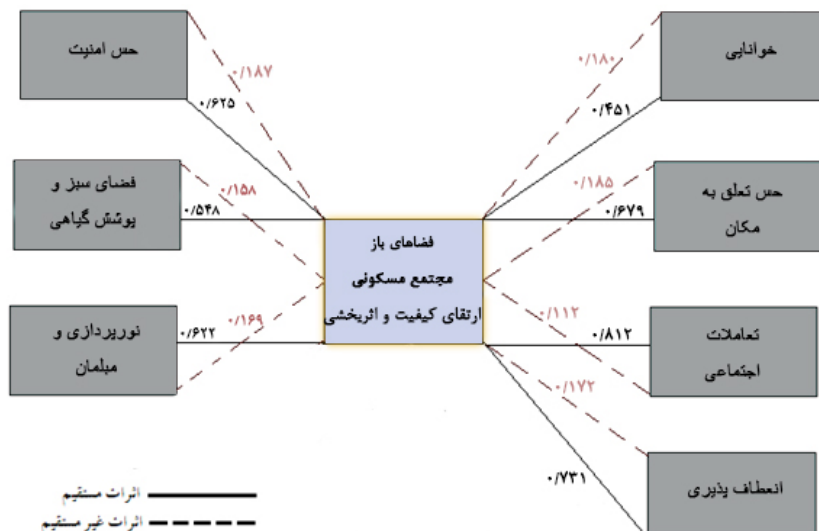 حس امنیت
۰/۱۸۷
۰/۶۲۵
خوانایی
۰/۱۸۰
۰/۴۵۱
فضای سبز و
پوشش گیاهی
۰/۱۵۸
۰/۵۴۸
حس تعلق به
مکان
۰/۱۸۵
۰/۶۷۹
فضاهای باز
مجتمع مسکونی
ارتقای کیفیت و اثربخشی
نورپردازی و
مبلمان
۰/۱۶۹
۰/۶۲۲
تعاملات
اجتماعی
۰/۱۱۲
۰/۸۱۲
انعطاف پذیری
۰/۱۷۲
۰/۷۳۱
اثرات مستقیم
اثرات غیر مستقیم